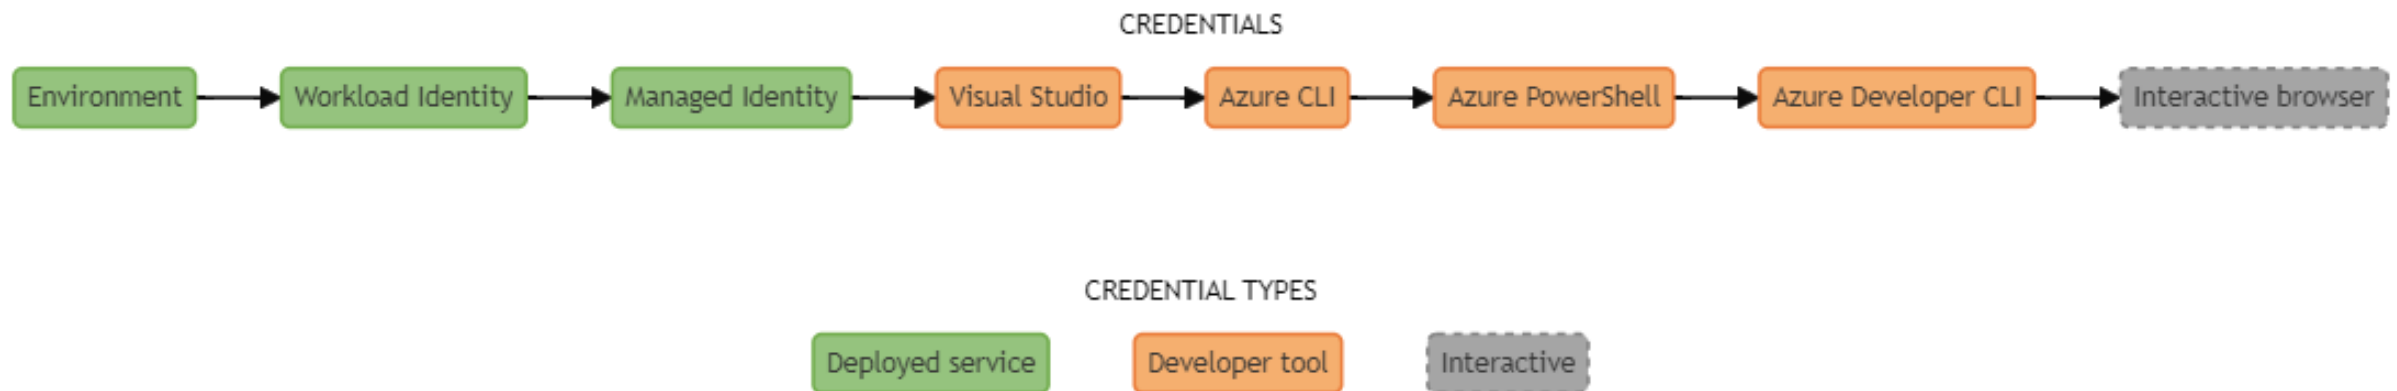 CREDENTIALS
Environment
Workload Identity
Managed Identity
Visual Studio
Azure CLI
Azure PowerShell
Azure Developer CLI
Interactive browser
CREDENTIAL TYPES
Deployed service
Developer tool
Interactive